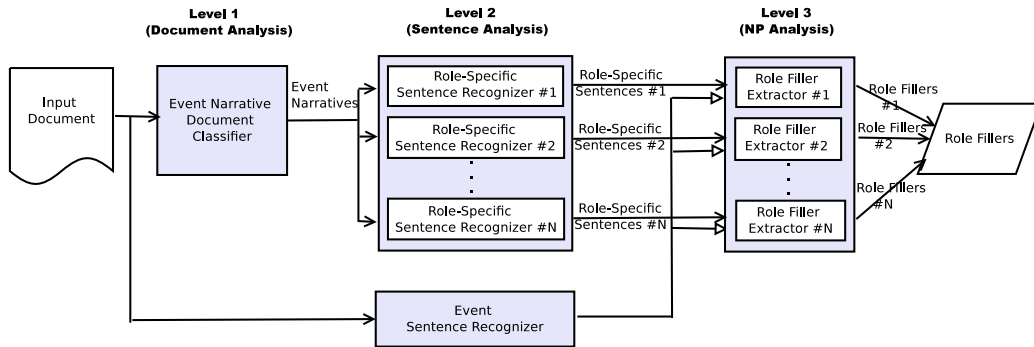 Level 1
(Document Analysis)
Level 2
(Sentence Analysis)
Level 3
(NP Analysis)
Input
Document
Event Narrative
Document
Classifier
Event
Narratives
Role-Specific
Sentence Recognizer #1
Role-Specific
Sentence Recognizer #2
Role-Specific
Sentence Recognizer #N
Role-Specific
Sentences #1
Role-Specific
Sentences #2
Role-Specific
Sentences #N
Role Filler
Extractor #1
Role Filler
Extractor #2
Role Filler
Extractor #N
Role Fillers
#1
Role Fillers
#2
Role Fillers
#N
Role Fillers
Event
Sentence Recognizer